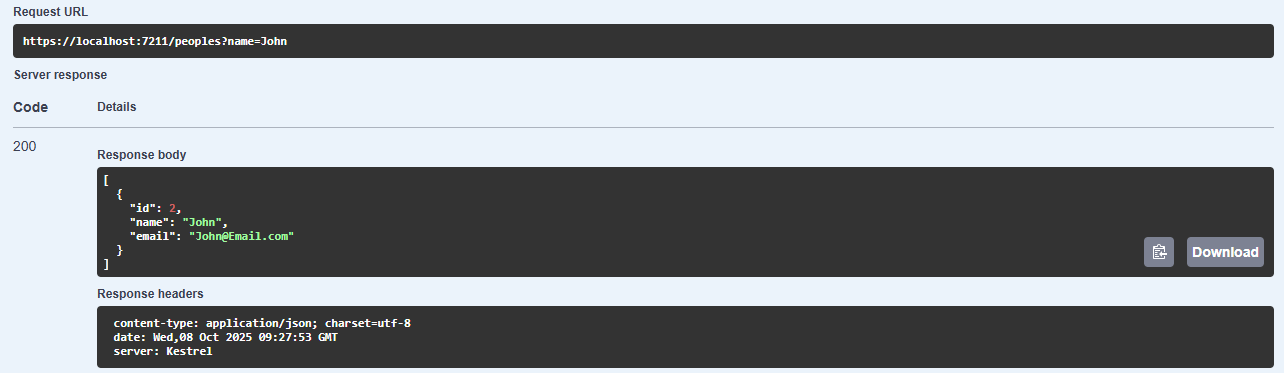 Request URL
https://localhost:7211/peoples?name=John
Server response
Code Details
200
Response body
[
  {
    "id": 2,
    "name": "John",
    "email": "John@Email.com"
  }
]
Download
Response headers
content-type: application/json; charset=utf-8
date: Wed,08 Oct 2025 09:27:53 GMT
server: Kestrel